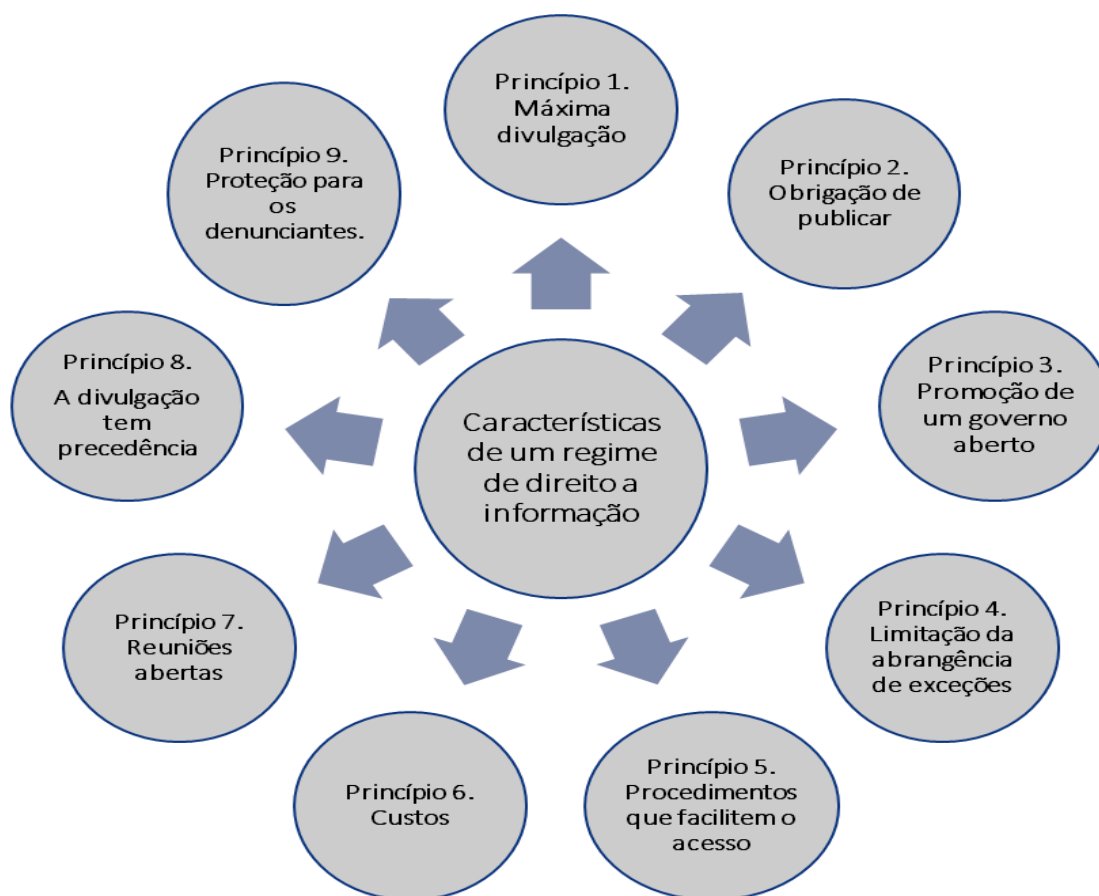 Princípio 1.
Máxima
divulgação
Princípio 2.
Obrigação de
publicar
Princípio 3.
Promoção de
um governo
aberto
Princípio 4.
Limitação da
abrangência
de exceções
Princípio 5.
Procedimentos
que facilitem o
acesso
Princípio 6.
Custos
Princípio 7.
Reuniões
abertas
Princípio 8.
A divulgação
tem
precedência
Princípio 9.
Proteção para
os
denunciantes.
Características
de um regime
de direito a
informação